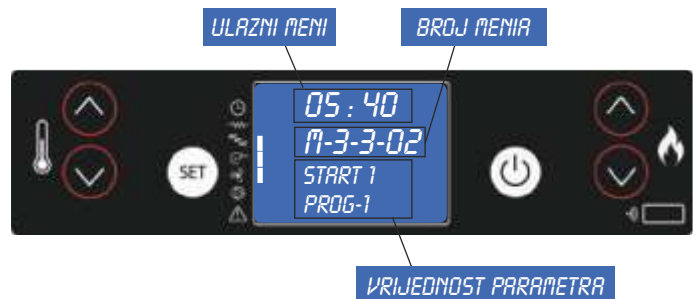 ULAZNI MENI
BROJ MENIA
05 : 40
M-3-3-02
SET
START 1
PROG-1
VRIJEDNOST PARAMETRA